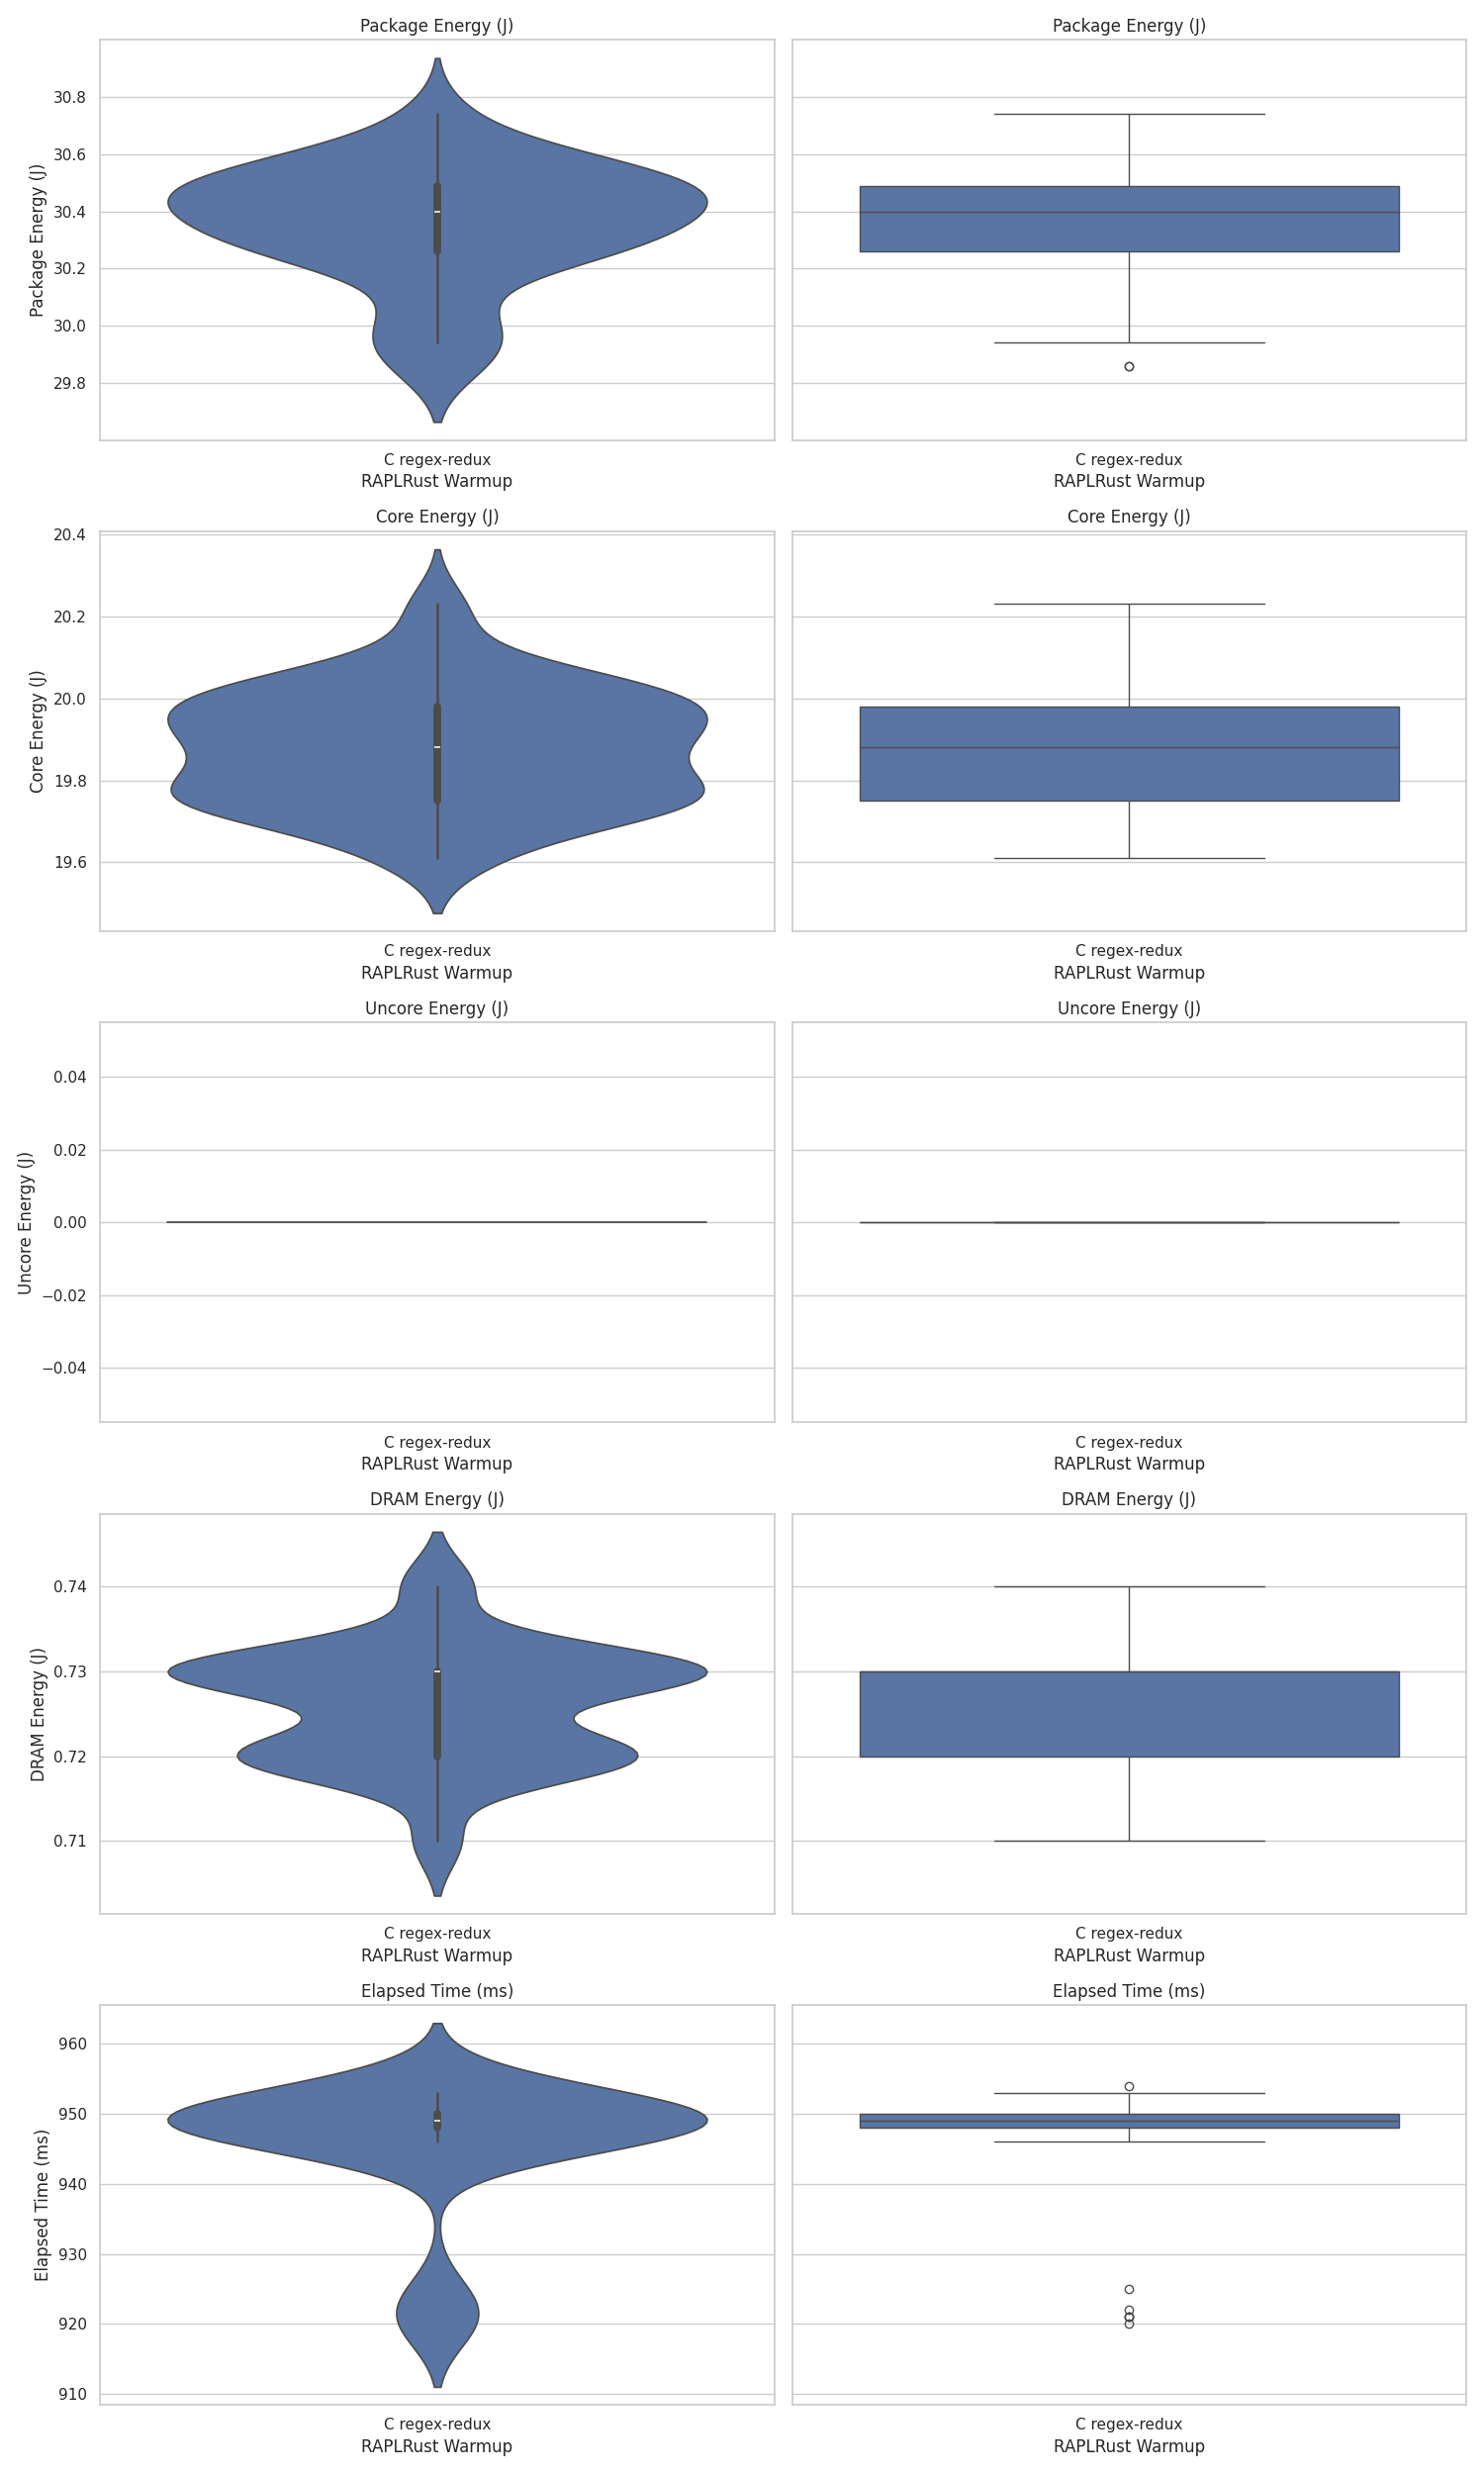 Package Energy (J)
Package Energy (J)
Package Energy (J)
30.8
30.6
30.4
30.2
30.0
29.8
C regex-redux
RAPLRust Warmup
C regex-redux
RAPLRust Warmup
Core Energy (J)
Core Energy (J)
Core Energy (J)
20.4
20.2
20.0
19.8
19.6
C regex-redux
RAPLRust Warmup
C regex-redux
RAPLRust Warmup
Uncore Energy (J)
Uncore Energy (J)
Uncore Energy (J)
0.04
0.02
0.00
−0.02
−0.04
C regex-redux
RAPLRust Warmup
C regex-redux
RAPLRust Warmup
DRAM Energy (J)
DRAM Energy (J)
DRAM Energy (J)
0.74
0.73
0.72
0.71
C regex-redux
RAPLRust Warmup
C regex-redux
RAPLRust Warmup
Elapsed Time (ms)
Elapsed Time (ms)
Elapsed Time (ms)
960
950
940
930
920
910
C regex-redux
RAPLRust Warmup
C regex-redux
RAPLRust Warmup